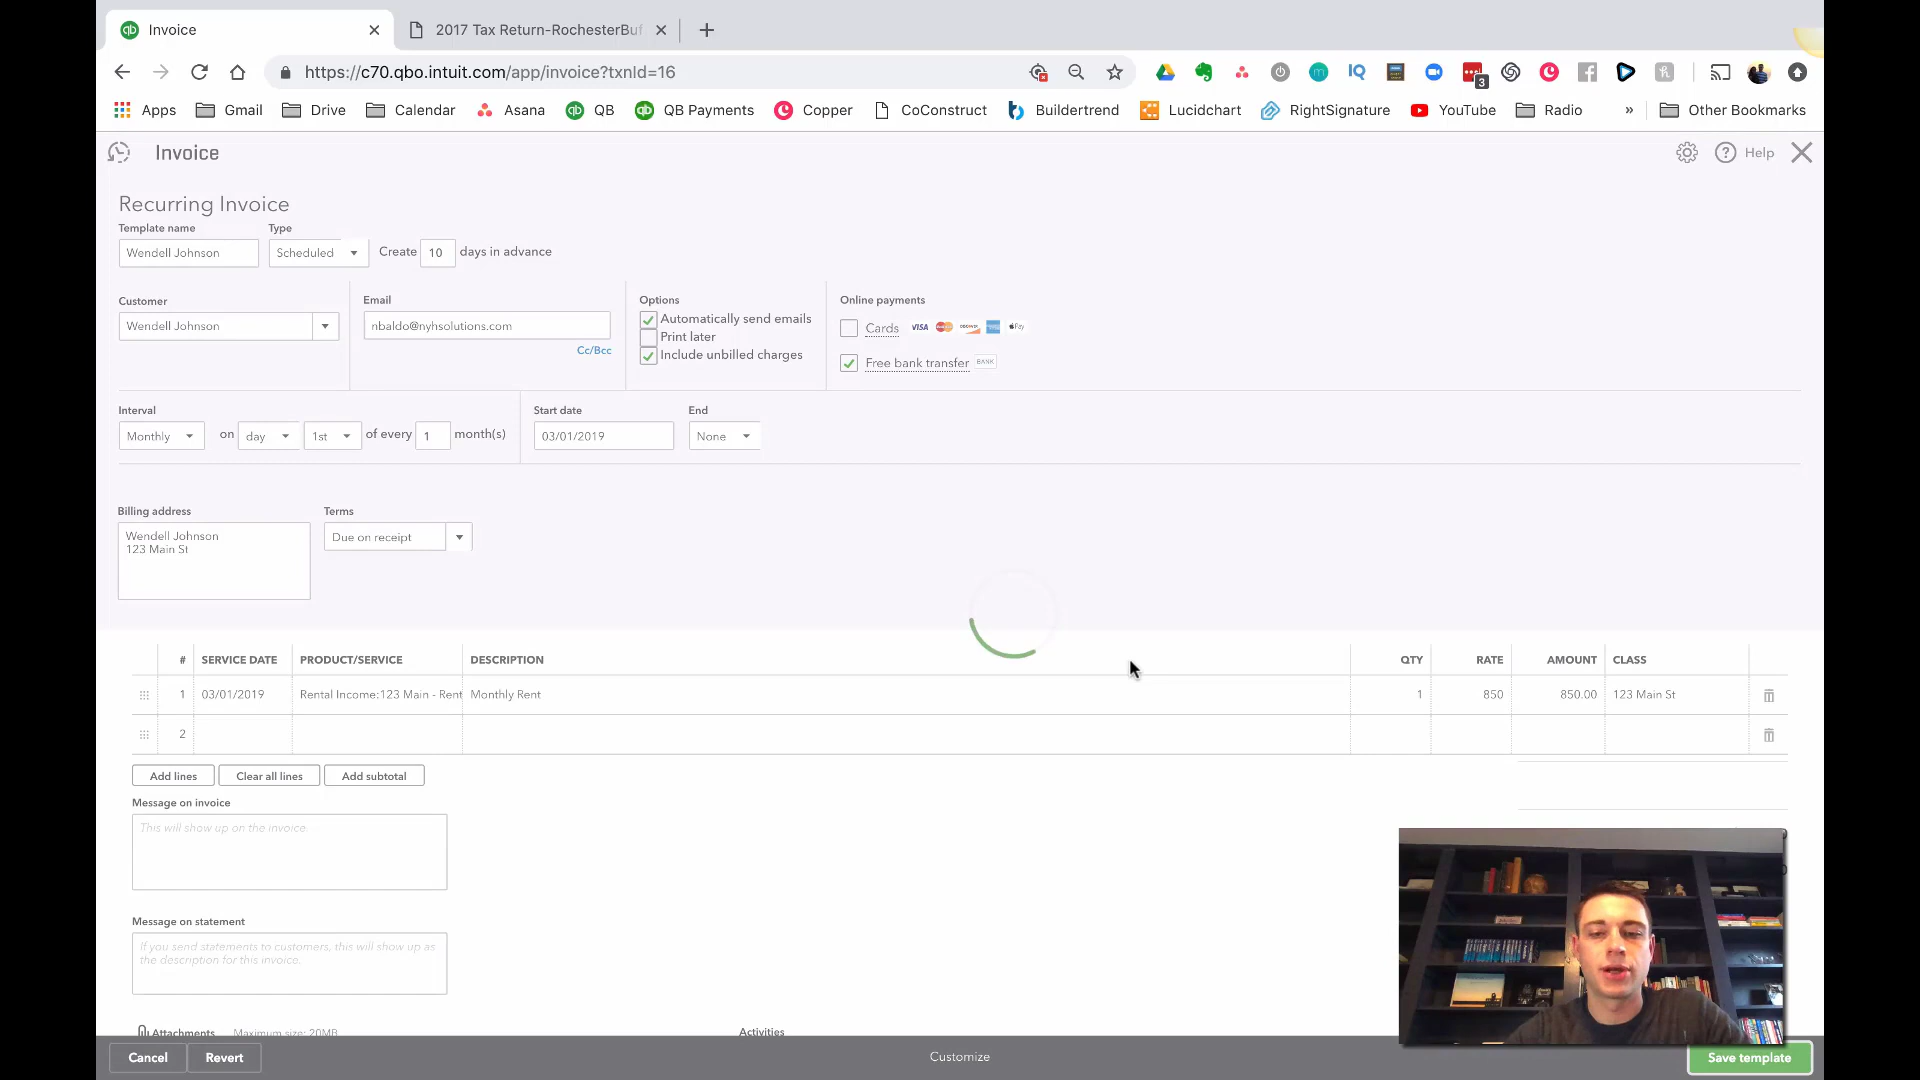 Invoice
2017 Tax Return-RochesterBuf
https://c70.qbo.intuit.com/app/invoice?txnId=16
IQ
3
Apps Gmail Drive Calendar Asana QB QB Payments Copper CoConstruct Buildertrend Lucidchart RightSignature YouTube Radio » Other Bookmarks
Invoice
Help
Recurring Invoice
Template name Type
Wendell Johnson Scheduled Create 10 days in advance
Customer Email Options Online payments
Wendell Johnson nbaldo@nyhsolutions.com Automatically send emails Cards VISA Pay
Print later
Cc/Bcc Include unbilled charges Free bank transfer BANK
Interval Start date End
Monthly on day 1st of every 1 month(s) 03/01/2019 None
Billing address Terms
Wendell Johnson
123 Main St
Due on receipt
# SERVICE DATE PRODUCT/SERVICE DESCRIPTION QTY RATE AMOUNT CLASS
1 03/01/2019 Rental Income:123 Main - Rent Monthly Rent 1 850 850.00 123 Main St
2
Add lines Clear all lines Add subtotal
Message on invoice
This will show up on the invoice.
Message on statement
If you send statements to customers, this will show up as
the description for this invoice.
Attachments Maximum size: 20MB Activities
Cancel Revert Customize Save template